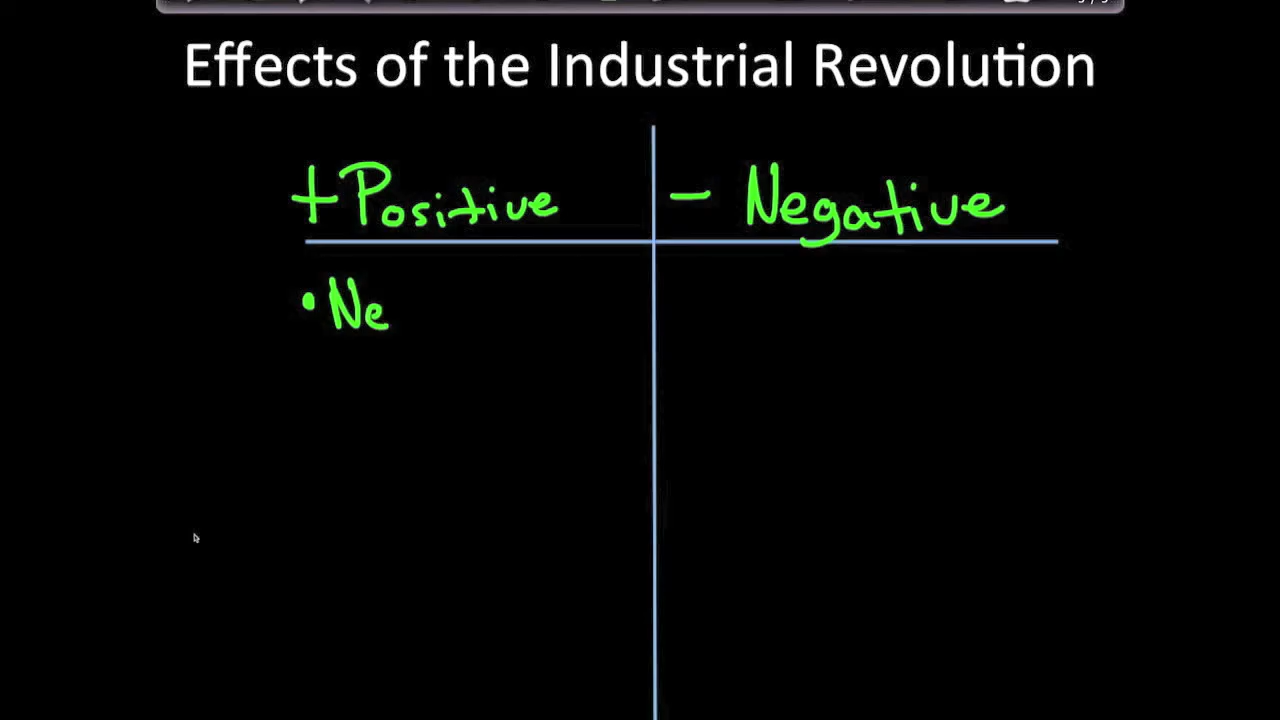 Effects of the Industrial Revolution
+ Positive
- Negative
• Ne